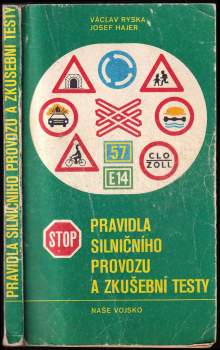 PRAVIDLA SILNIČNÍHO PROVOZU A ZKUŠEBNÍ TESTY
VÁCLAV RYSKA
JOSEF HAJER
57
E14
CLO
ZOLL
STOP
PRAVIDLA
SILNIČNÍHO
PROVOZU
A ZKUŠEBNÍ TESTY
NAŠE VOJSKO